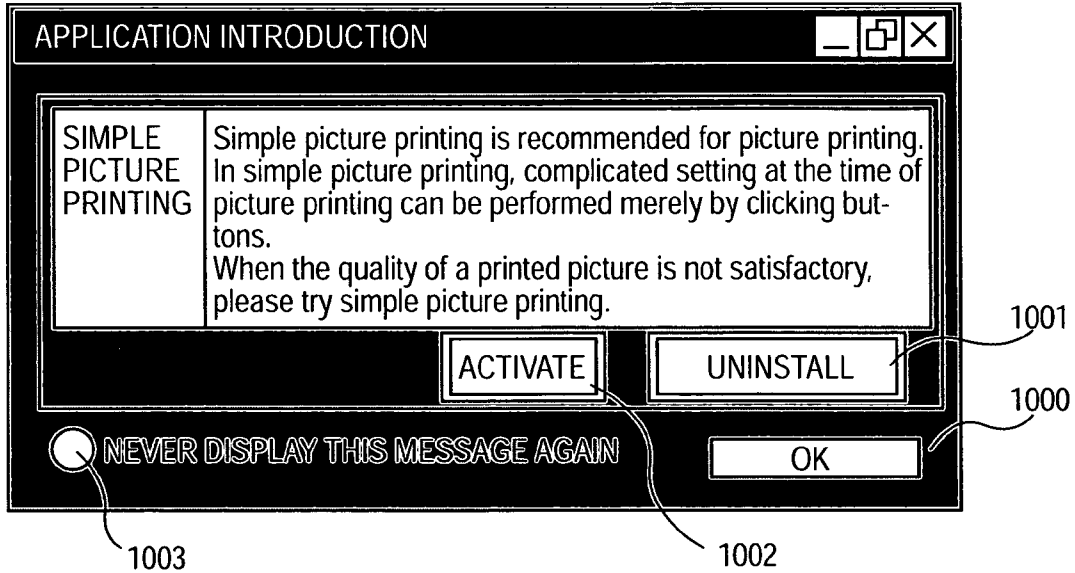 APPLICATION INTRODUCTION
SIMPLE
PICTURE
PRINTING
Simple picture printing is recommended for picture printing.
In simple picture printing, complicated setting at the time of
picture printing can be performed merely by clicking but-
tons.
When the quality of a printed picture is not satisfactory,
please try simple picture printing.
ACTIVATE
UNINSTALL
1001
1000
NEVER DISPLAY THIS MESSAGE AGAIN
OK
1003
1002